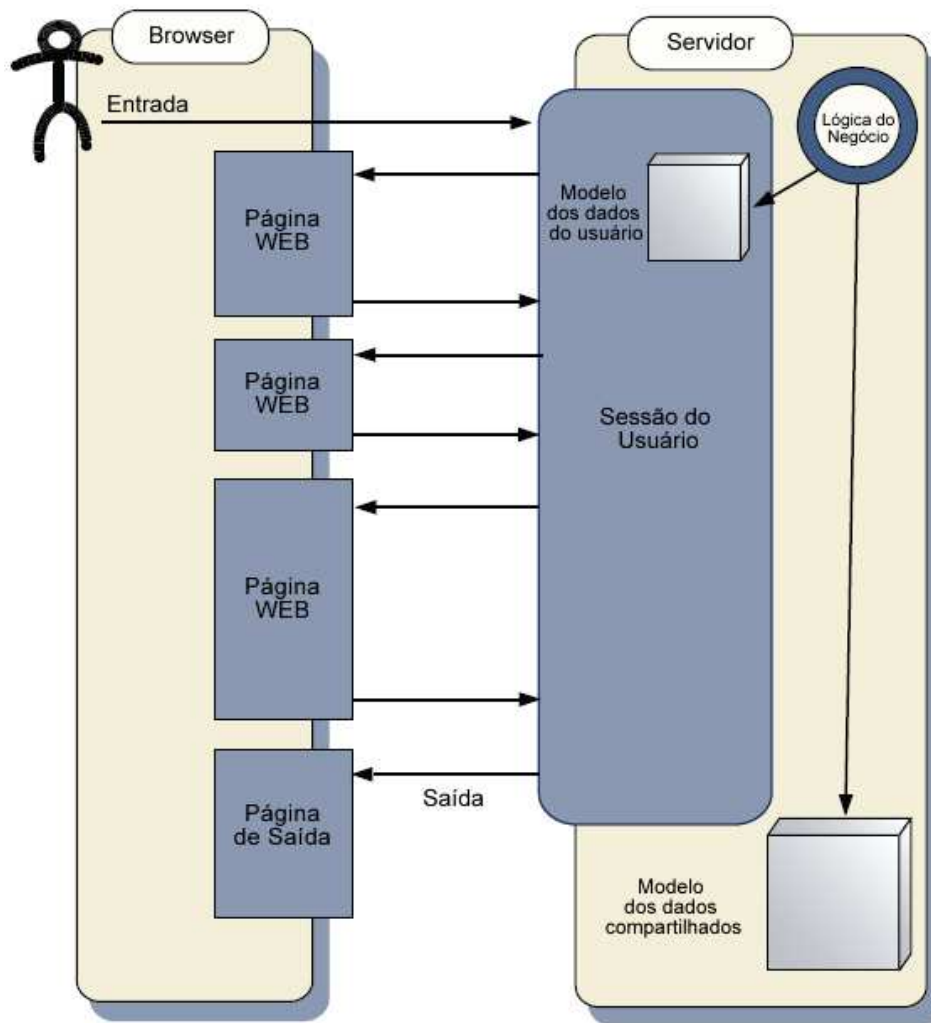 Browser
Servidor
Entrada
Lógica do
Negócio
Modelo
dos dados
do usuário
Página
WEB
Página
WEB
Sessão do
Usuário
Página
WEB
Saída
Página
de Saída
Modelo
dos dados
compartilhados